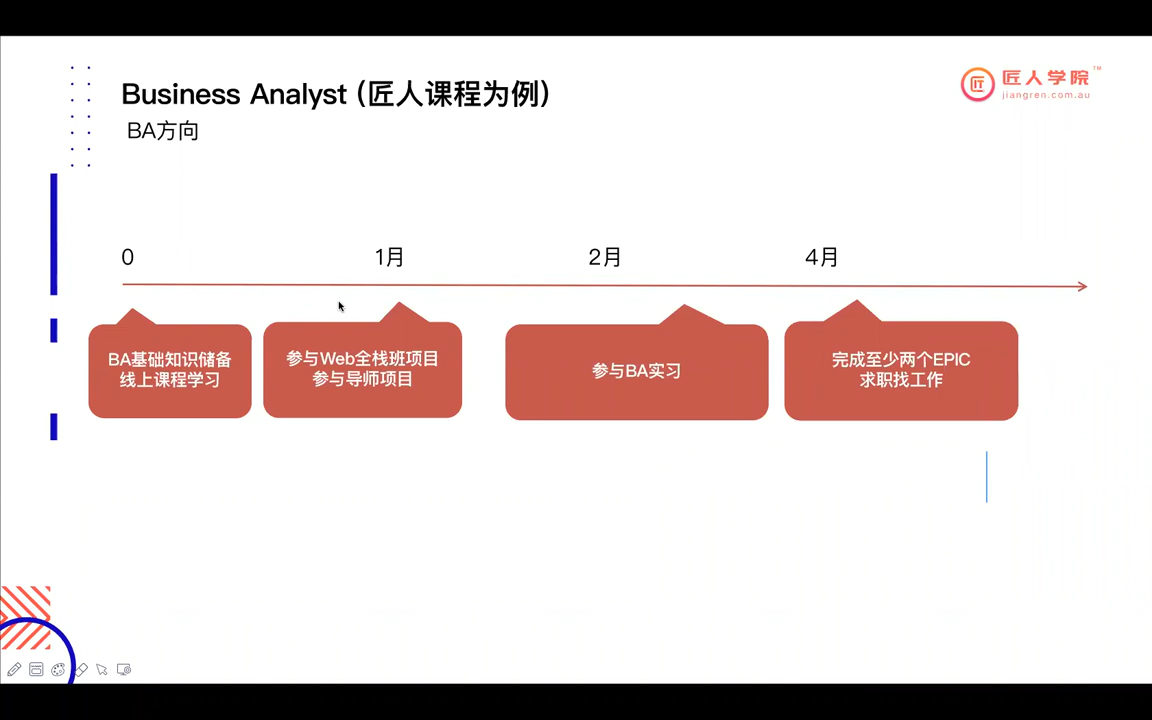 Business Analyst (匠人课程为例)
BA方向
匠 匠人学院 TM
jiangren.com.au
0
1月
2月
4月
BA基础知识储备
线上课程学习
参与Web全栈班项目
参与导师项目
参与BA实习
完成至少两个EPIC
求职找工作